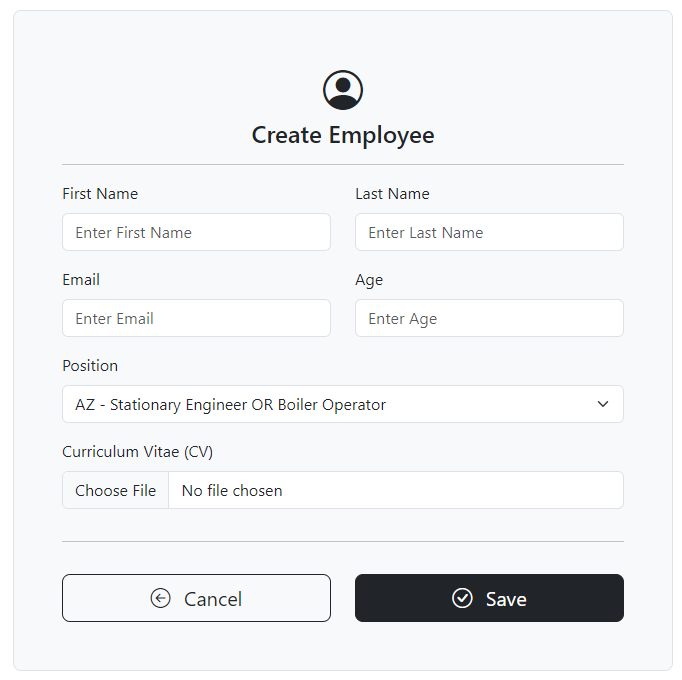 Create Employee
First Name Last Name
Enter First Name Enter Last Name
Email Age
Enter Email Enter Age
Position
AZ - Stationary Engineer OR Boiler Operator
Curriculum Vitae (CV)
Choose File No file chosen
Cancel Save